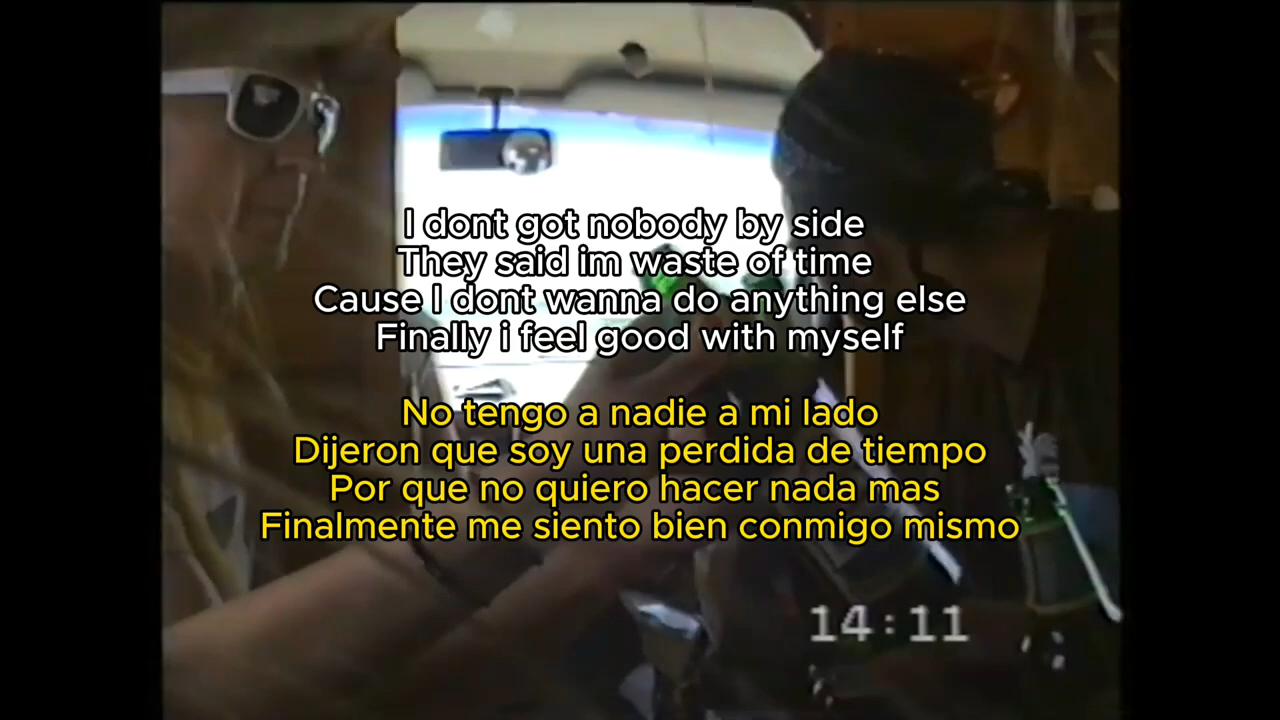 I dont got nobody by side
They said im waste of time
Cause I dont wanna do anything else
Finally i feel good with myself
No tengo a nadie a mi lado
Dijeron que soy una perdida de tiempo
Por que no quiero hacer nada mas
Finalmente me siento bien conmigo mismo
14:11